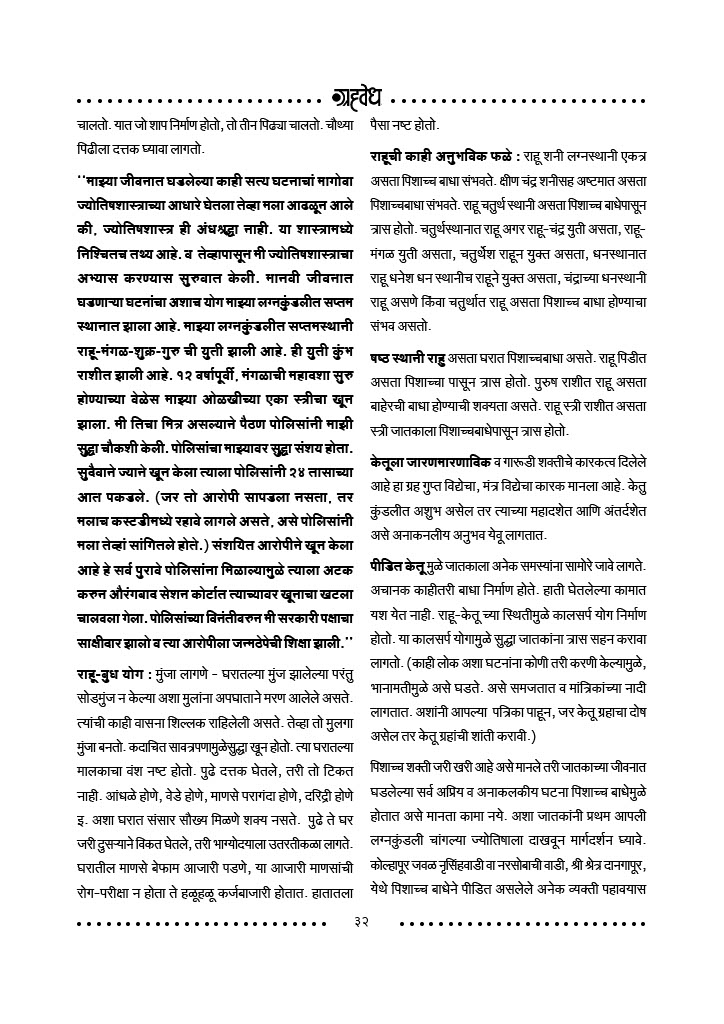 ग्रहवेध
चालतो. यात जो शाप निर्माण होतो, तो तीन पिढ्या चालतो. चौथ्या
पिढीला दत्तक घ्यावा लागतो.
‘‘माझ्या जीवनात घडलेल्या काही सत्य घटनाचां मागोवा
ज्योतिषशास्त्राच्या आधारे घेतला तेव्हा मला आढळून आले
की, ज्योतिषशास्त्र ही अंधश्रद्धा नाही. या शास्त्रामध्ये
निश्चितच तथ्य आहे. व तेव्हापासून मी ज्योतिषशास्त्राचा
अभ्यास करण्यास सुरुवात केली. मानवी जीवनात
घडणाऱ्या घटनांचा अशाच योग माझ्या लग्नकुंडलीत सप्तम
स्थानात झाला आहे. माझ्या लग्नकुंडलीत सप्तमस्थानी
राहू-मंगळ-शुक्र-गुरु ची युती झाली आहे. ही युती कुंभ
राशीत झाली आहे. १२ वर्षापूर्वी, मंगळाची महादशा सुरु
होण्याच्या वेळेस माझ्या ओळखीच्या एका स्त्रीचा खून
झाला. मी तिचा मित्र असल्याने पैठण पोलिसांनी माझी
सुद्धा चौकशी केली. पोलिसांचा माझ्यावर सुद्धा संशय होता.
सुदैवाने ज्याने खून केला त्याला पोलिसांनी २४ तासाच्या
आत पकडले. (जर तो आरोपी सापडला नसता, तर
मलाच कस्टडीमध्ये रहावे लागले असते, असे पोलिसांनी
मला तेव्हां सांगितले होते.) संशयित आरोपीने खून केला
आहे हे सर्व पुरावे पोलिसांना मिळाल्यामुळे त्याला अटक
करुन औरंगबाव सेशन कोर्टात त्याच्यावर खूनाचा खटला
चालवला गेला. पोलिसांच्या विनंतीवरुन मी सरकारी पक्षाचा
साक्षीदार झालो व त्या आरोपीला जन्मठेपेची शिक्षा झाली.’’
राहू-बुध योग : मुंजा लागणे - घरातल्या मुंज झालेल्या परंतु
सोडमुंज न केल्या अशा मुलांना अपघाताने मरण आलेले असते.
त्यांची काही वासना शिल्लक राहिलेली असते. तेव्हा तो मुलगा
मुंजा बनतो. कदाचित सावत्रपणामुळेसुद्धा खून होतो. त्या घरातल्या
मालकाचा वंश नष्ट होतो. पुढे दत्तक घेतले, तरी तो टिकत
नाही. आंधळे होणे, वेडे होणे, माणसे परागंदा होणे, दरिद्री होणे
इ. अशा घरात संसार सौख्य मिळणे शक्य नसते. पुढे ते घर
जरी दुसऱ्याने विकत घेतले, तरी भाग्योदयाला उतरतीकळा लागते.
घरातील माणसे बेफाम आजारी पडणे, या आजारी माणसांची
रोग-परीक्षा न होता ते हळूहळू कर्जबाजारी होतात. हातातला
पैसा नष्ट होतो.
राहूची काही अनुभविक फळे : राहू शनी लग्नस्थानी एकत्र
असता पिशाच्च बाधा संभवते. क्षीण चंद्र शनीसह अष्टमात असता
पिशाच्चबाधा संभवते. राहू चतुर्थ स्थानी असता पिशाच्च बाधेपासून
त्रास होतो. चतुर्थस्थानात राहू अगर राहू-चंद्र युती असता, राहू-
मंगळ युती असता, चतुर्थेश राहून युक्त असता, धनस्थानात
राहू धनेश धन स्थानीच राहूने युक्त असता, चंद्राच्या धनस्थानी
राहू असणे किंवा चतुर्थात राहू असता पिशाच्च बाधा होण्याचा
संभव असतो.
षष्ठ स्थानी राहु असता घरात पिशाच्चबाधा असते. राहू पिडीत
असता पिशाच्चा पासून त्रास होतो. पुरुष राशीत राहू असता
बाहेरची बाधा होण्याची शक्यता असते. राहू स्त्री राशीत असता
स्त्री जातकाला पिशाच्चबाधेपासून त्रास होतो.
केतूला जारणमारणाविक व गारूडी शक्तीचे कारकत्व दिलेले
आहे हा ग्रह गुप्त विद्येचा, मंत्र विद्येचा कारक मानला आहे. केतु
कुंडलीत अशुभ असेल तर त्याच्या महादशेत आणि अंतर्दशेत
असे अनाकनलीय अनुभव येवू लागतात.
पीडित केतू मुळे जातकाला अनेक समस्यांना सामोरे जावे लागते.
अचानक काहीतरी बाधा निर्माण होते. हाती घेतलेल्या कामात
यश येत नाही. राहू-केतू च्या स्थितीमुळे कालसर्प योग निर्माण
होतो. या कालसर्प योगामुळे सुद्धा जातकांना त्रास सहन करावा
लागतो. (काही लोक अशा घटनांना कोणी तरी करणी केल्यामुळे,
भानामतीमुळे असे घडते. असे समजतात व मांत्रिकांच्या नादी
लागतात. अशांनी आपल्या पत्रिका पाहून, जर केतू ग्रहाचा दोष
असेल तर केतू ग्रहांची शांती करावी.)
पिशाच्च शक्ती जरी खरी आहे असे मानले तरी जातकाच्या जीवनात
घडलेल्या सर्व अप्रिय व अनाकलकीय घटना पिशाच्च बाधेमुळे
होतात असे मानता कामा नये. अशा जातकांनी प्रथम आपली
लग्नकुंडली चांगल्या ज्योतिषाला दाखवून मार्गदर्शन घ्यावे.
कोल्हापूर जवळ नृसिंहवाडी वा नरसोबाची वाडी, श्री श्रेत्र दानगापूर,
येथे पिशाच्च बाधेने पीडित असलेले अनेक व्यक्ती पहावयास
३२